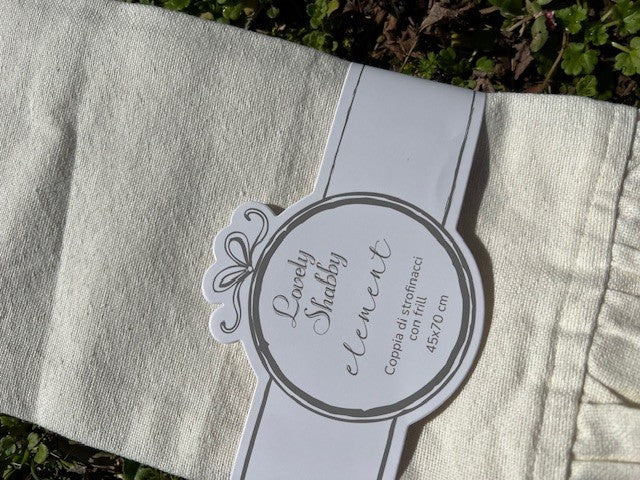 Lovely
Shabby
element
Coppia di strofinacci
con frill
45x70 cm